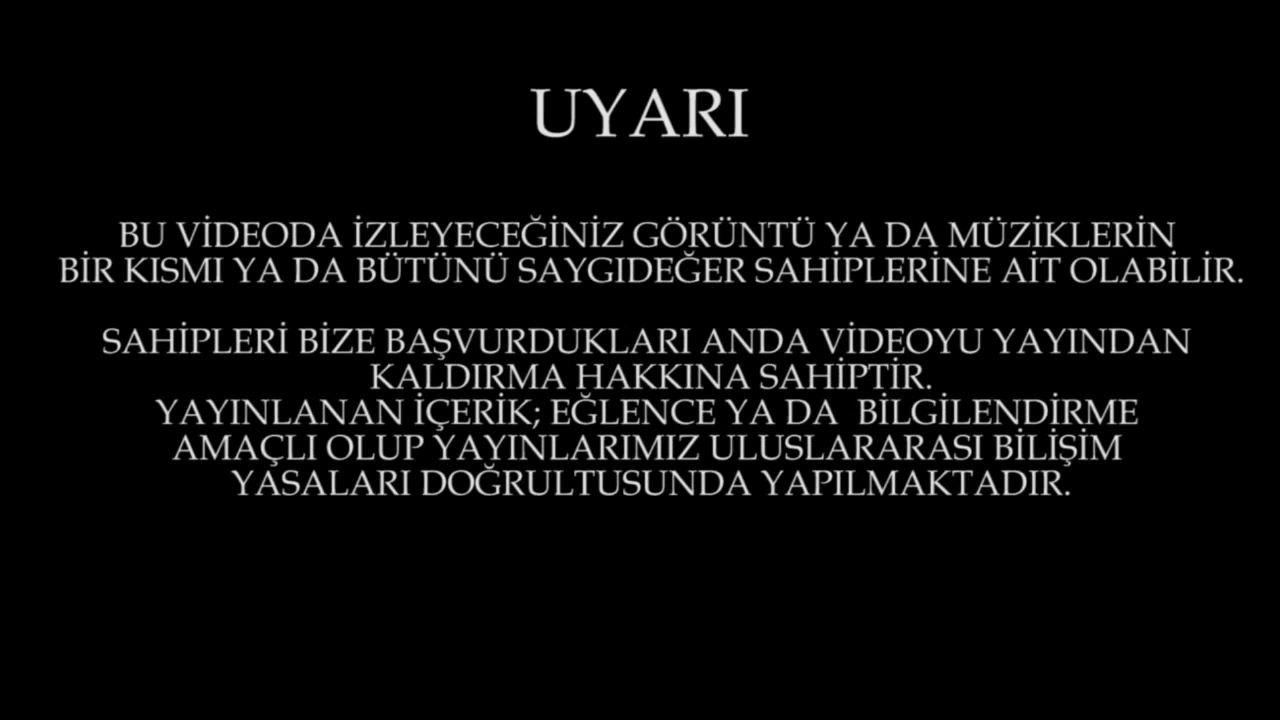 UYARI
BU VİDEODA İZLEYECEĞİNİZ GÖRÜNTÜ YA DA MÜZİKLERİN
BİR KISMI YA DA BÜTÜNÜ SAYGIDEĞER SAHİPLERİNE AİT OLABİLİR.
SAHİPLERİ BİZE BAŞVURDUKLARI ANDA VİDEOYU YAYINDAN
KALDIRMA HAKKINA SAHİPTİR.
YAYINLANAN İÇERİK; EĞLENCE YA DA  BİLGİLENDİRME
AMAÇLI OLUP YAYINLARIMIZ ULUSLARARASI BİLİŞİM
YASALARI DOĞRULTUSUNDA YAPILMAKTADIR.